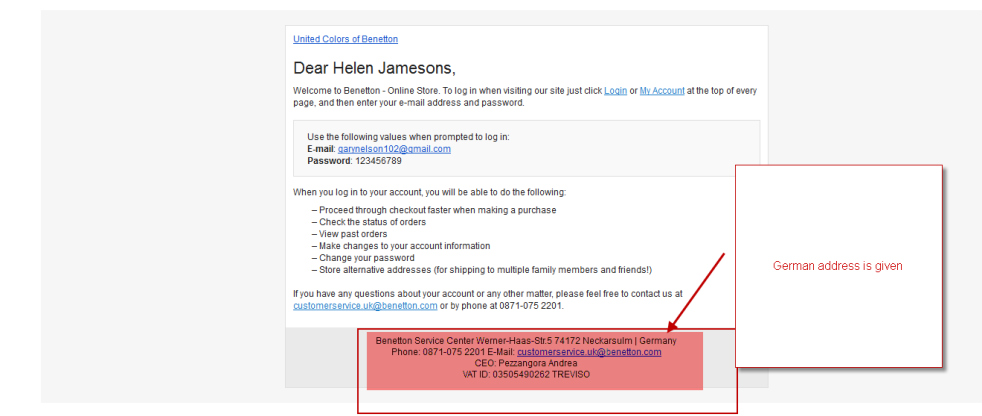 United Colors of Benetton
Dear Helen Jamesons,
Welcome to Benetton - Online Store. To log in when visiting our site just click Login or My Account at the top of every
page, and then enter your e-mail address and password.
Use the following values when prompted to log in:
E-mail: garynelson102@gmail.com
Password: 123456789
When you log in to your account, you will be able to do the following:
– Proceed through checkout faster when making a purchase
– Check the status of orders
– View past orders
– Make changes to your account information
– Change your password
– Store alternative addresses (for shipping to multiple family members and friends!)
If you have any questions about your account or any other matter, please feel free to contact us at
customerservice.uk@benetton.com or by phone at 0871-075 2201.
Benetton Service Center Werner-Haas-Str.5 74172 Neckarsulm | Germany
Phone: 0871-075 2201 E-Mail: customerservice.uk@benetton.com
CEO: Pezzangora Andrea
VAT ID: 03505490262 TREVISO
German address is given